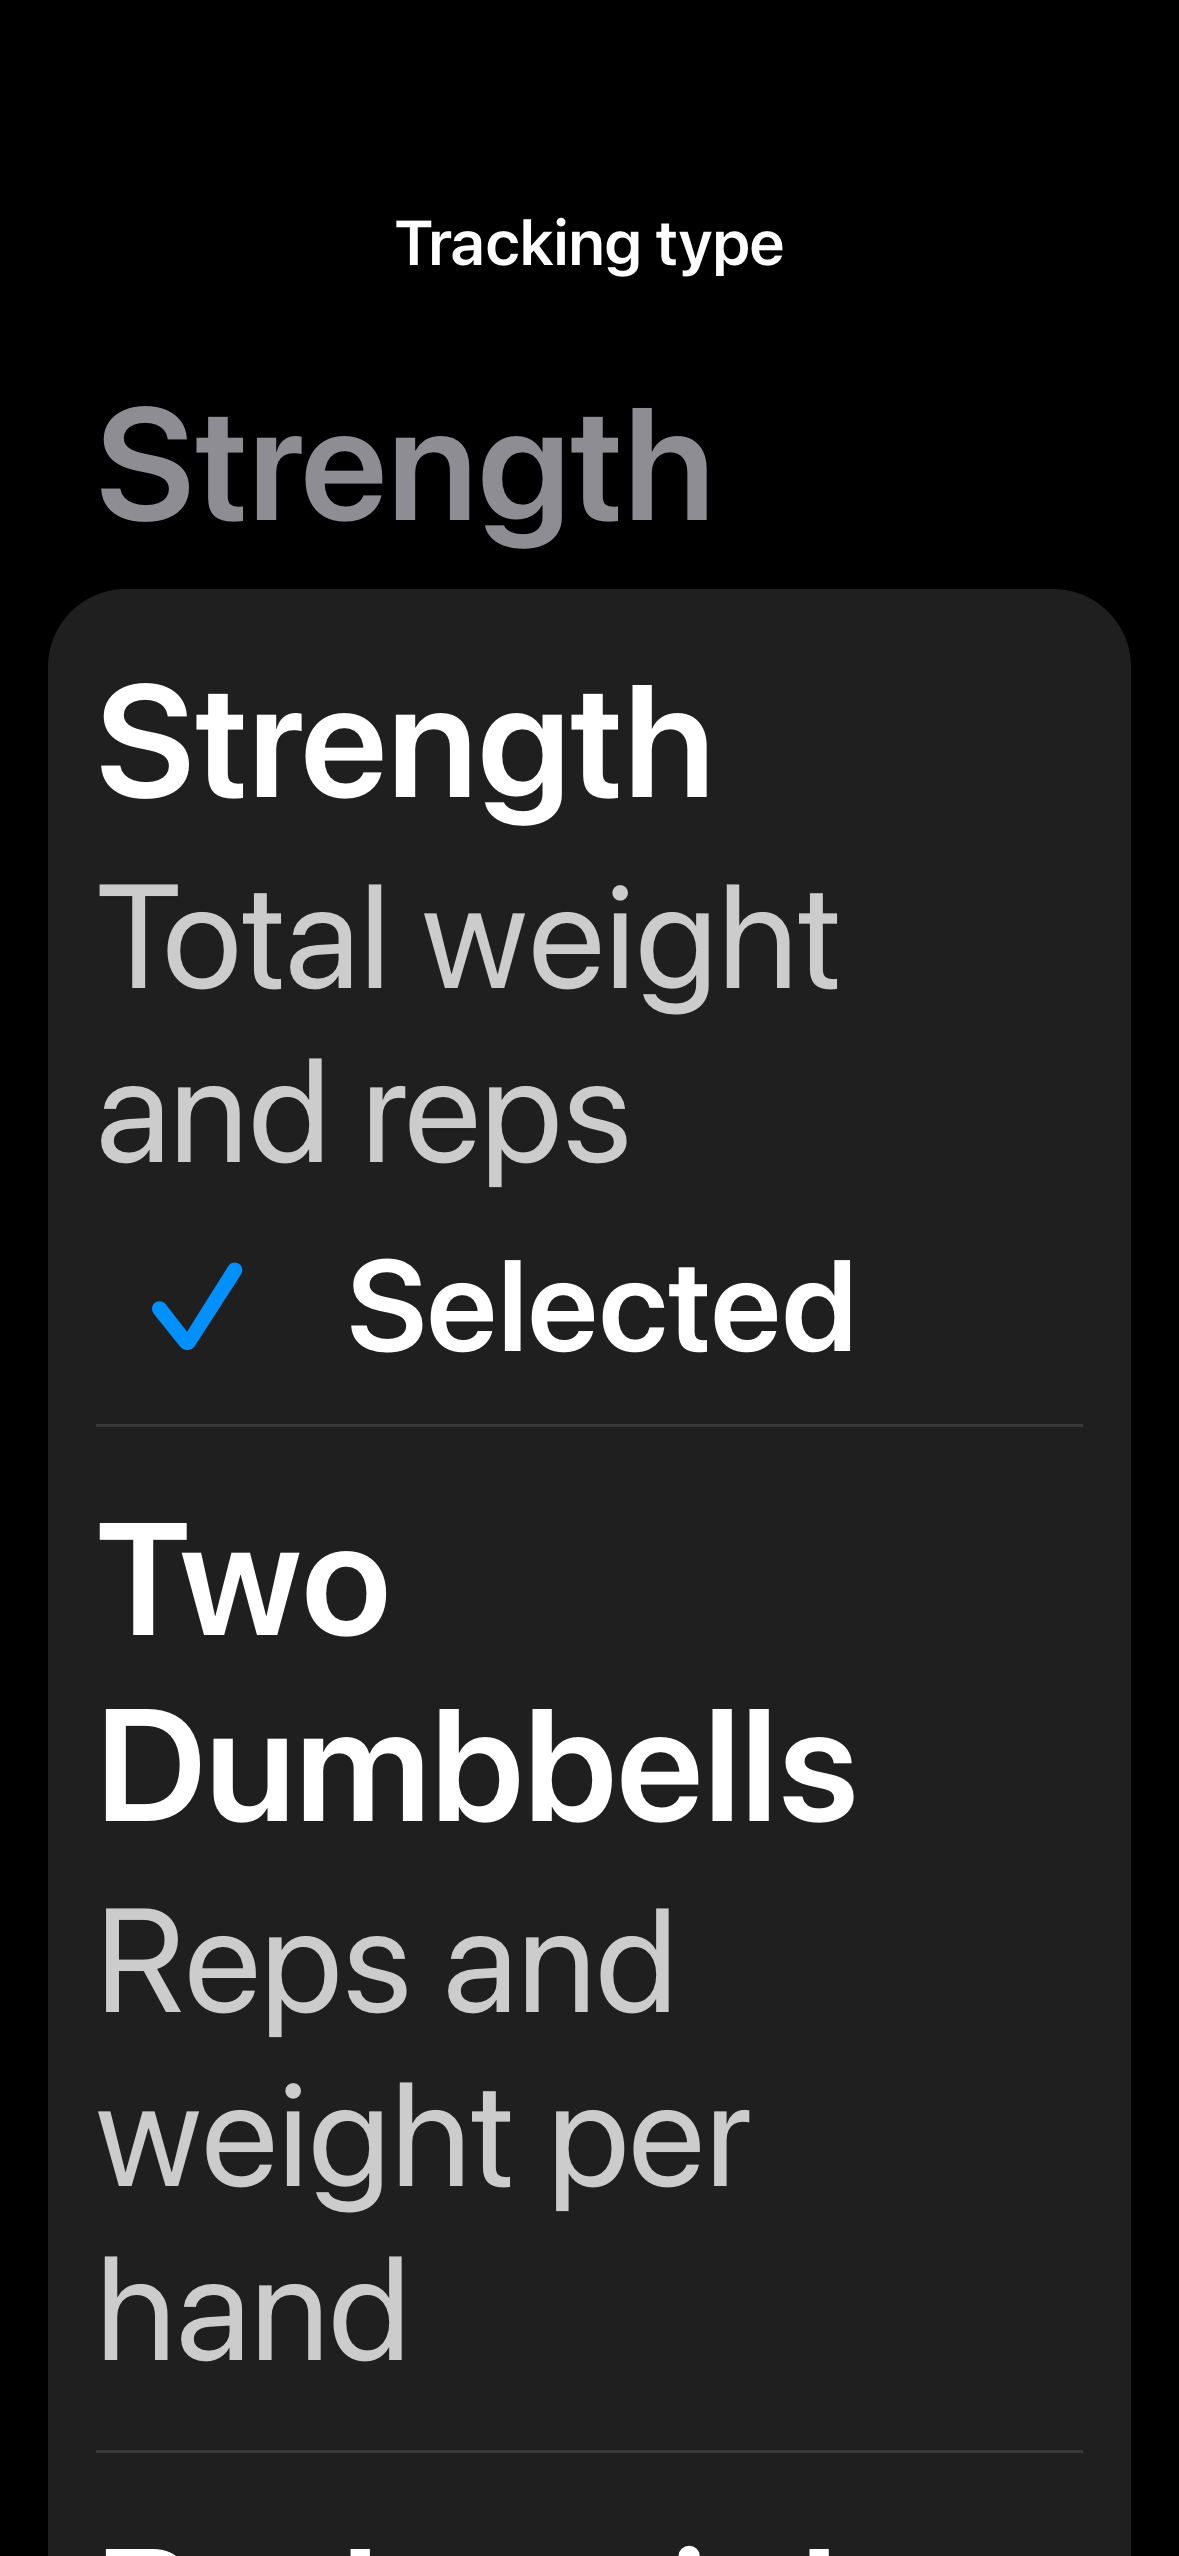 Tracking type
Strength
Strength
Total weight
and reps
Selected
Two
Dumbbells
Reps and
weight per
hand